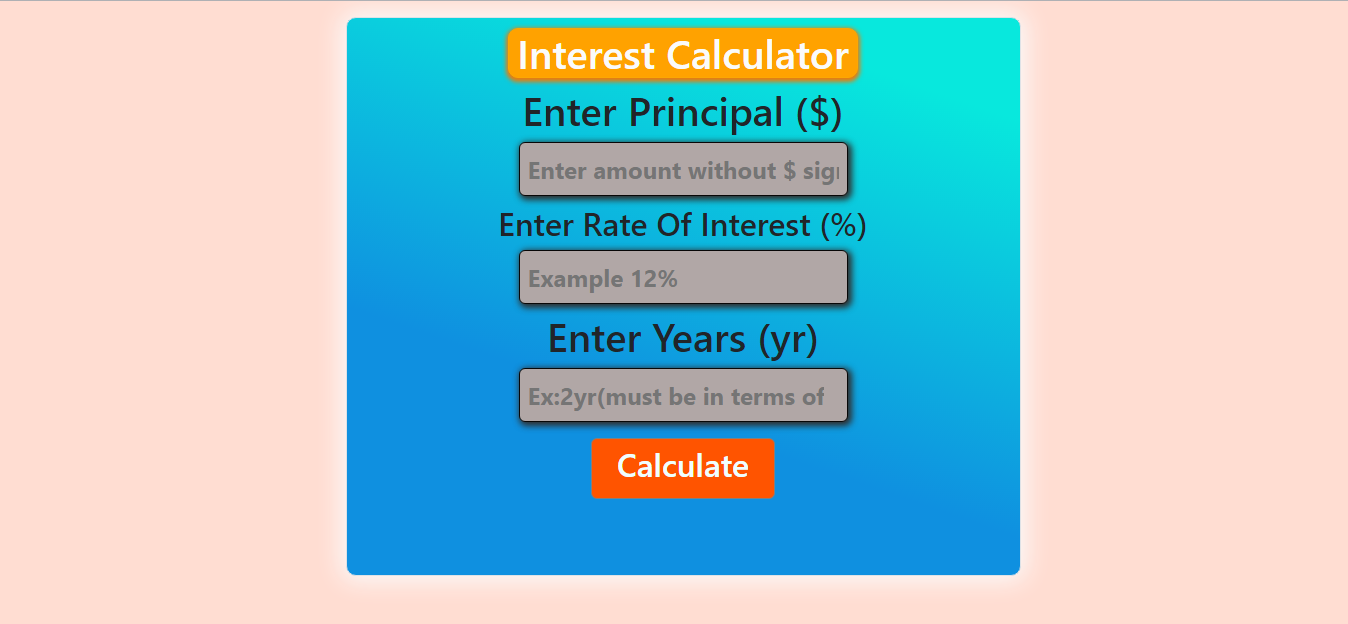 Interest Calculator
Enter Principal ($)
Enter amount without $ sig
Enter Rate Of Interest (%)
Example 12%
Enter Years (yr)
Ex:2yr(must be in terms of
Calculate